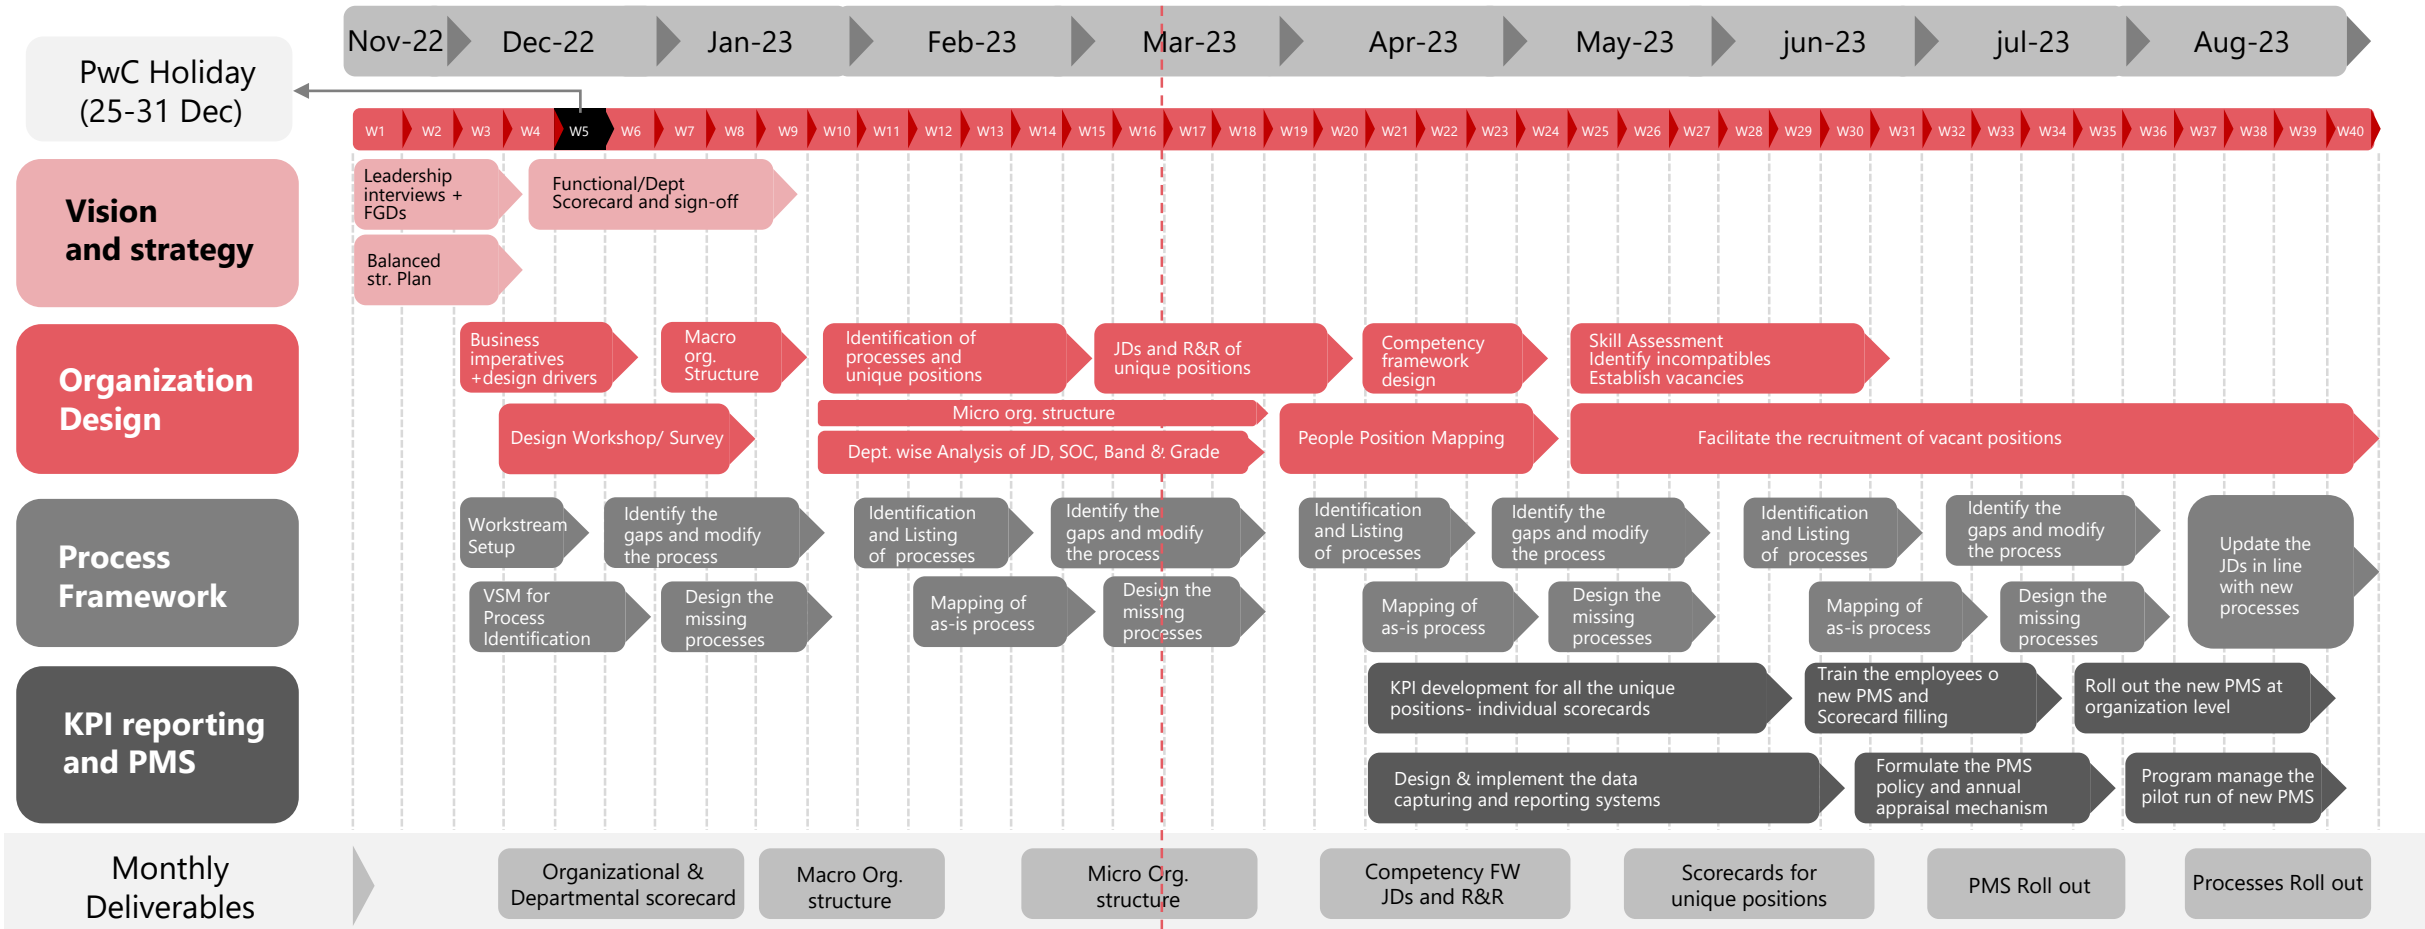 Nov-22
Dec-22
Jan-23
Feb-23
Mar-23
Apr-23
May-23
jun-23
jul-23
Aug-23
PwC Holiday
(25-31 Dec)
W1
W2
W3
W4
W5
W6
W7
W8
W9
W10
W11
W12
W13
W14
W15
W16
W17
W18
W19
W20
W21
W22
W23
W24
W25
W26
W27
W28
W29
W30
W31
W32
W33
W34
W35
W36
W37
W38
W39
W40
Vision
and strategy
Leadership
interviews +
FGDs
Functional/Dept
Scorecard and sign-off
Balanced
str. Plan
Organization
Design
Business
imperatives
+design drivers
Macro
org.
Structure
Identification of
processes and
unique positions
JDs and R&R of
unique positions
Competency
framework
design
Skill Assessment
Identify incompatibles
Establish vacancies
Design Workshop/ Survey
Micro org. structure
Dept. wise Analysis of JD, SOC, Band & Grade
People Position Mapping
Facilitate the recruitment of vacant positions
Process
Framework
Workstream
Setup
Identify the
gaps and modify
the process
Identification
and Listing
of processes
Identify the
gaps and modify
the process
Identification
and Listing
of processes
Identify the
gaps and modify
the process
Identification
and Listing
of processes
Identify the
gaps and modify
the process
Update the
JDs in line
with new
processes
VSM for
Process
Identification
Design the
missing
processes
Mapping of
as-is process
Design the
missing
processes
Mapping of
as-is process
Design the
missing
processes
Mapping of
as-is process
Design the
missing
processes
KPI reporting
and PMS
KPI development for all the unique
positions- individual scorecards
Train the employees o
new PMS and
Scorecard filling
Roll out the new PMS at
organization level
Design & implement the data
capturing and reporting systems
Formulate the PMS
policy and annual
appraisal mechanism
Program manage the
pilot run of new PMS
Monthly
Deliverables
Organizational &
Departmental scorecard
Macro Org.
structure
Micro Org.
structure
Competency FW
JDs and R&R
Scorecards for
unique positions
PMS Roll out
Processes Roll out